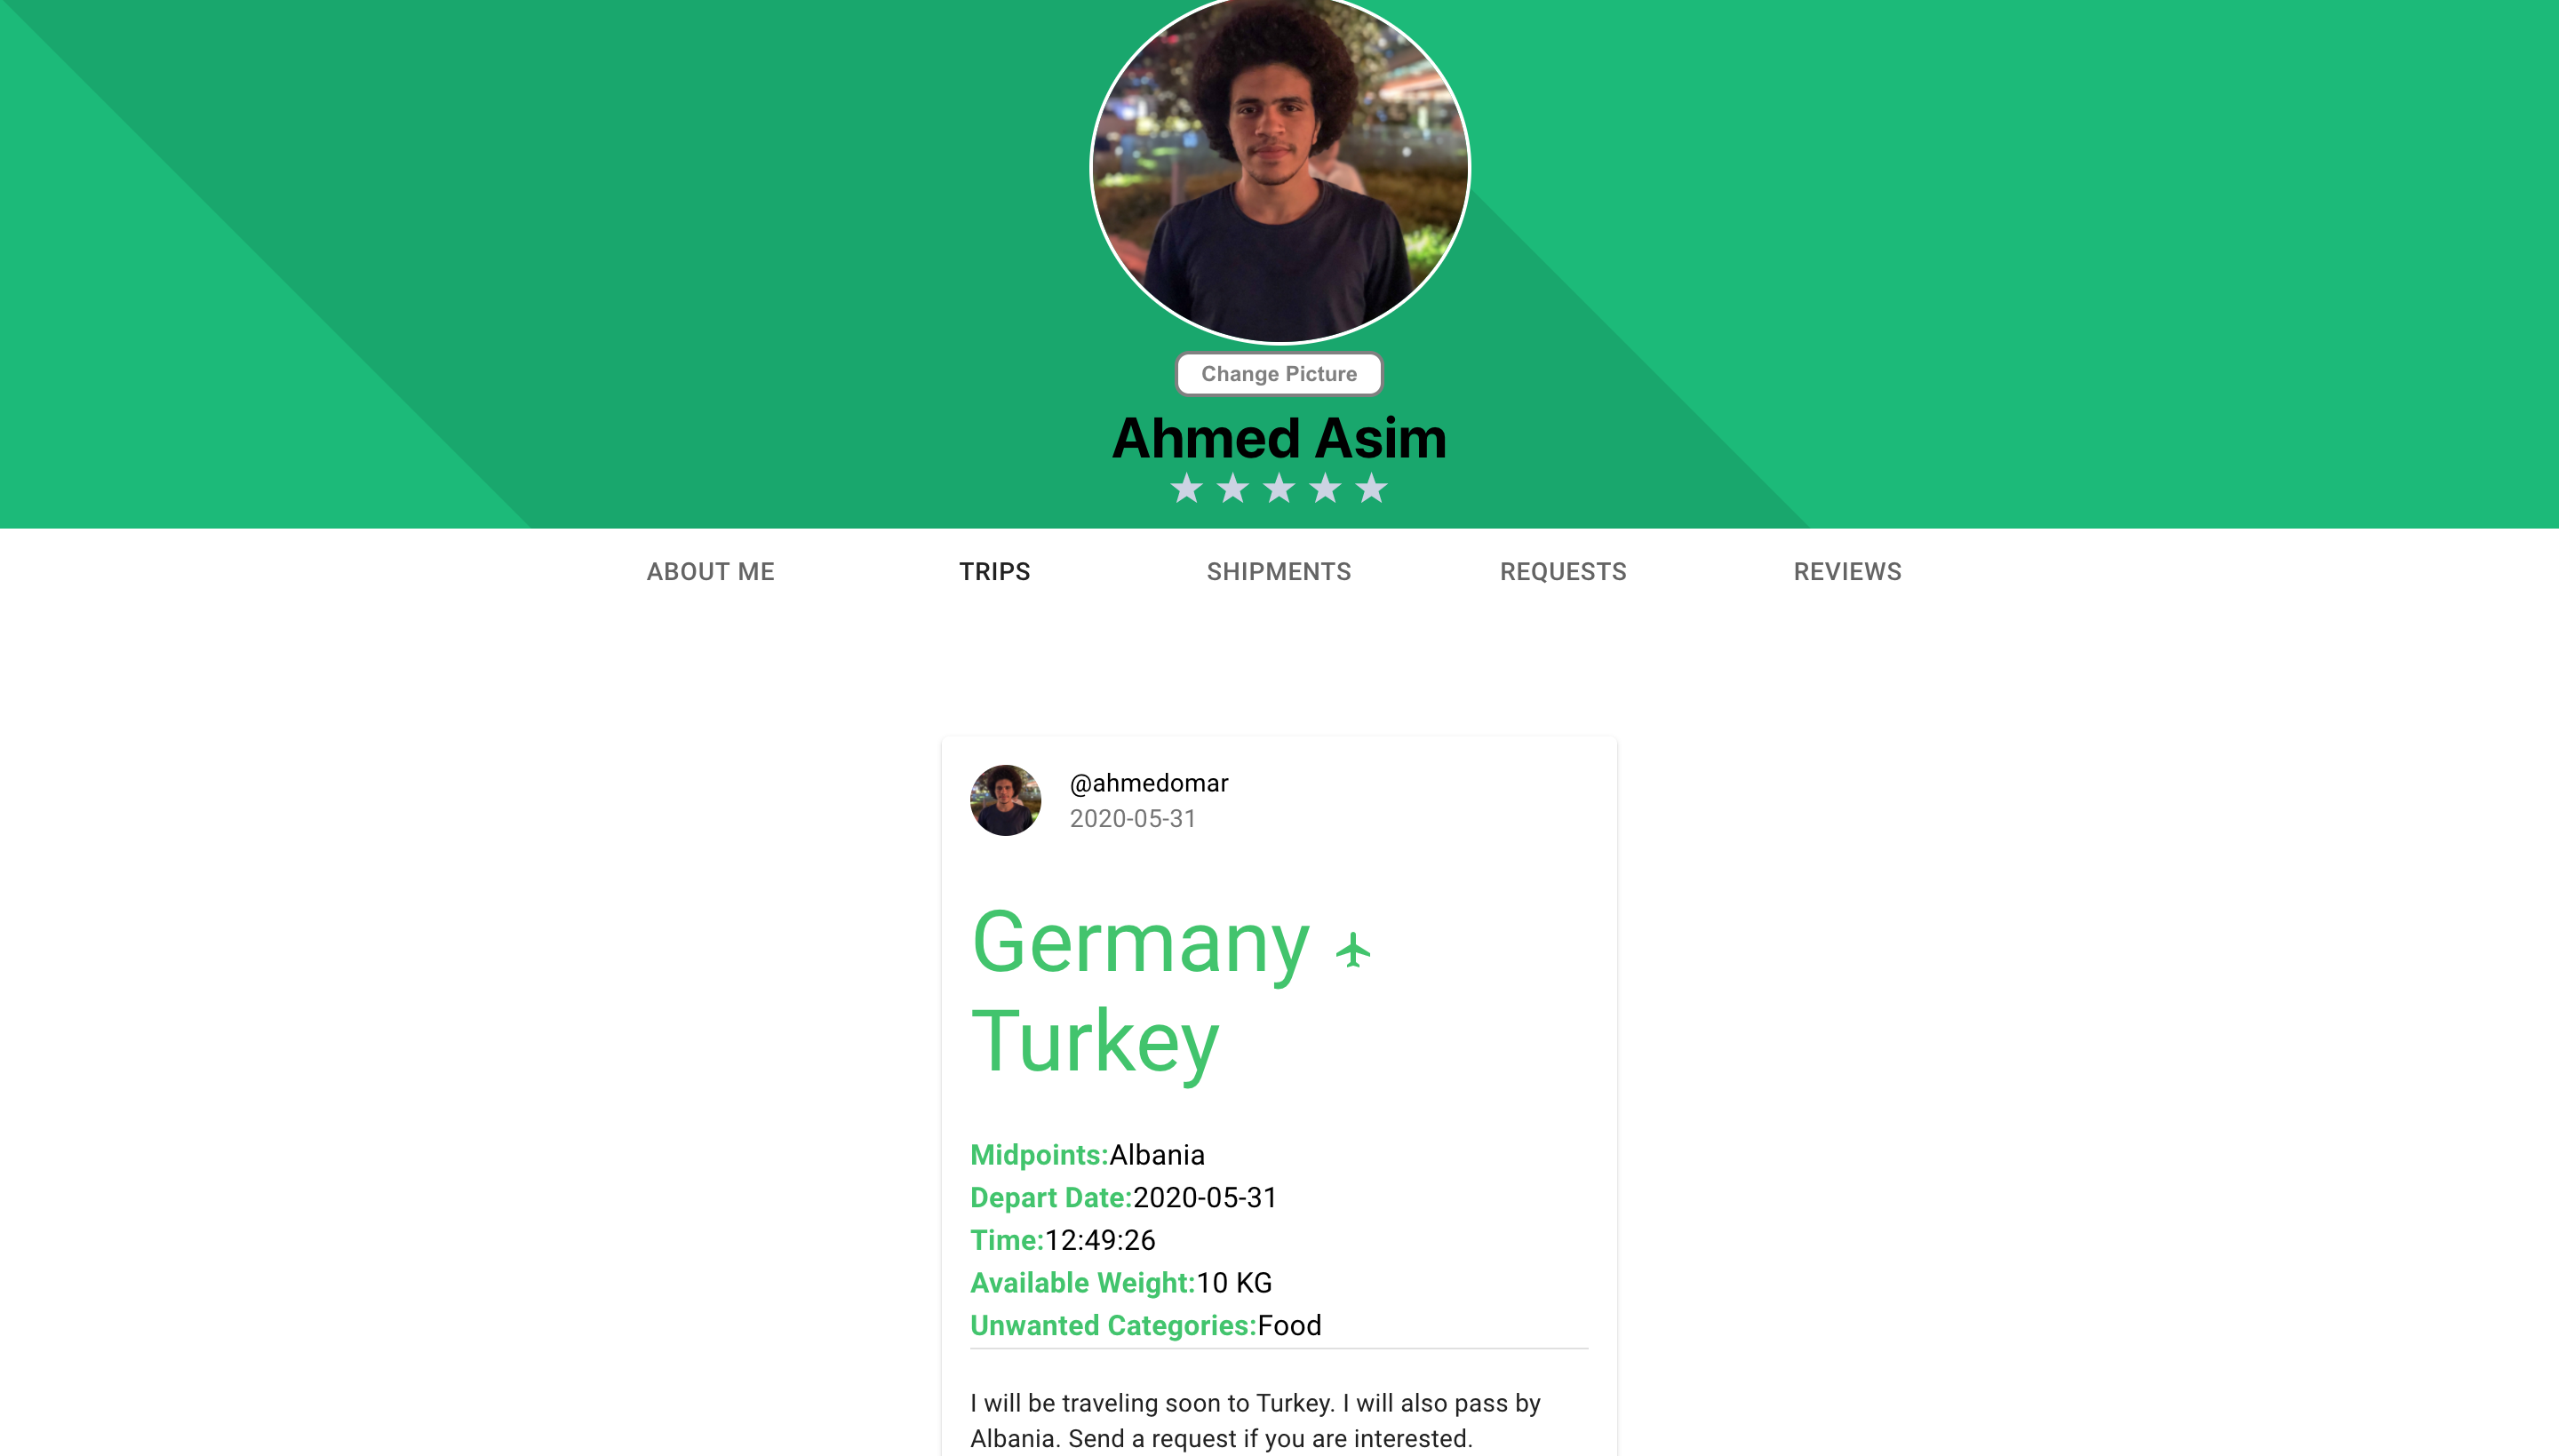 Change Picture
Ahmed Asim
ABOUT ME TRIPS SHIPMENTS REQUESTS REVIEWS
@ahmedomar
2020-05-31
Germany
Turkey
Midpoints:Albania
Depart Date:2020-05-31
Time:12:49:26
Available Weight:10 KG
Unwanted Categories:Food
I will be traveling soon to Turkey. I will also pass by
Albania. Send a request if you are interested.